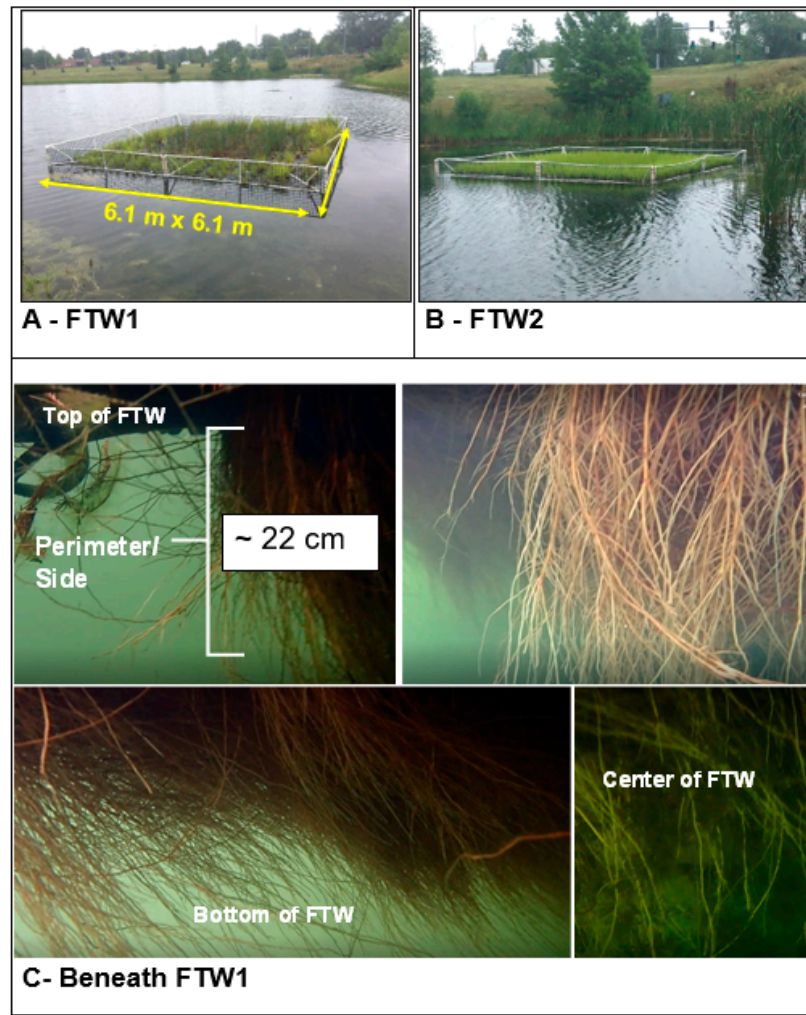 6.1 m x 6.1 m
A - FTW1
B - FTW2
Top of FTW
Perimeter/
Side
~ 22 cm
Center of FTW
Bottom of FTW
C- Beneath FTW1